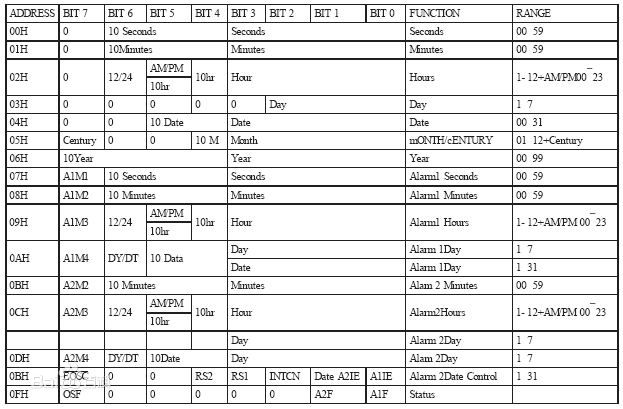 ADDRESS BIT 7 BIT 6 BIT 5 BIT 4 BIT 3 BIT 2 BIT 1 BIT 0 FUNCTION RANGE
00H 0 10 Seconds Seconds Seconds 00 59
01H 0 10Minutes Minutes Minutes 00 59
02H 0 12/24 AM/PM 10hr 10hr Hour Hours 1- 12+AM/PM00¯23
03H 0 0 0 0 0 Day Day 1 7
04H 0 0 10 Date Date Date 00 31
05H Century 0 0 10 M Month mONTH/cENTURY 01 12+Century
06H 10Year Year Year 00 99
07H A1M1 10 Seconds Seconds Alarm1 Seconds 00 59
08H A1M2 10 Minutes Minutes Alarm1 Minutes 00 59
09H A1M3 12/24 AM/PM 10hr 10hr Hour Alarm1 Hours 1- 12+AM/PM 00¯23
0AH A1M4 DY/DT 10 Data Day Alarm 1Day 1 7
Date Alarm 1Day 1 31
0BH A2M2 10 Minutes Minutes Alam 2 Minutes 00 59
0CH A2M3 12/24 AM/PM 10hr 10hr Hour Alarm2Hours 1- 12+AM/PM 00¯23
Day Alarm 2Day 1 7
0DH A2M4 DY/DT 10Date Day Alam 2Day 1 7
0BH EOSC 0 0 RS2 RS1 INTCN Date A2IE A1IE Alarm 2Date Control 1 31
0FH OSF 0 0 0 0 0 A2F A1F Status